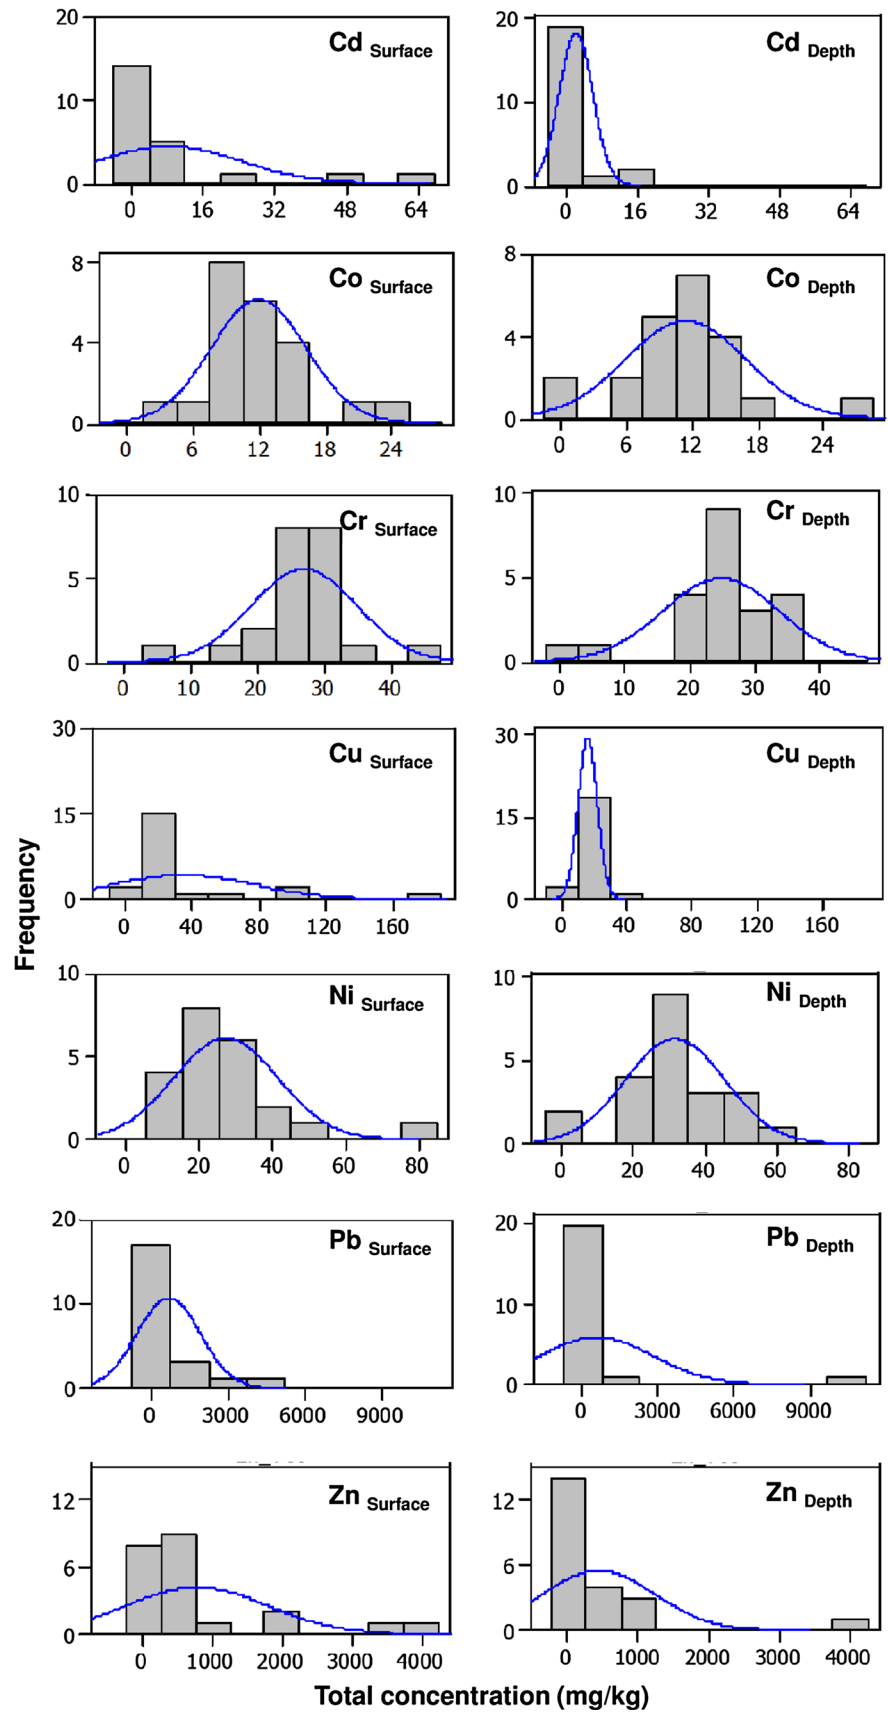 Cd Surface
20
10
0
0 16 32 48 64
Cd Depth
20
10
0
0 16 32 48 64
Co Surface
8
4
0
0 6 12 18 24
Co Depth
8
4
0
0 6 12 18 24
Cr Surface
10
5
0
0 10 20 30 40
Cr Depth
10
5
0
0 10 20 30 40
Cu Surface
30
15
0
0 40 80 120 160
Cu Depth
30
15
0
0 40 80 120 160
Frequency
Ni Surface
10
5
0
0 20 40 60 80
Ni Depth
10
5
0
0 20 40 60 80
Pb Surface
20
10
0
0 3000 6000 9000
Pb Depth
20
10
0
0 3000 6000 9000
Zn Surface
12
6
0
0 1000 2000 3000 4000
Zn Depth
12
6
0
0 1000 2000 3000 4000
Total concentration (mg/kg)